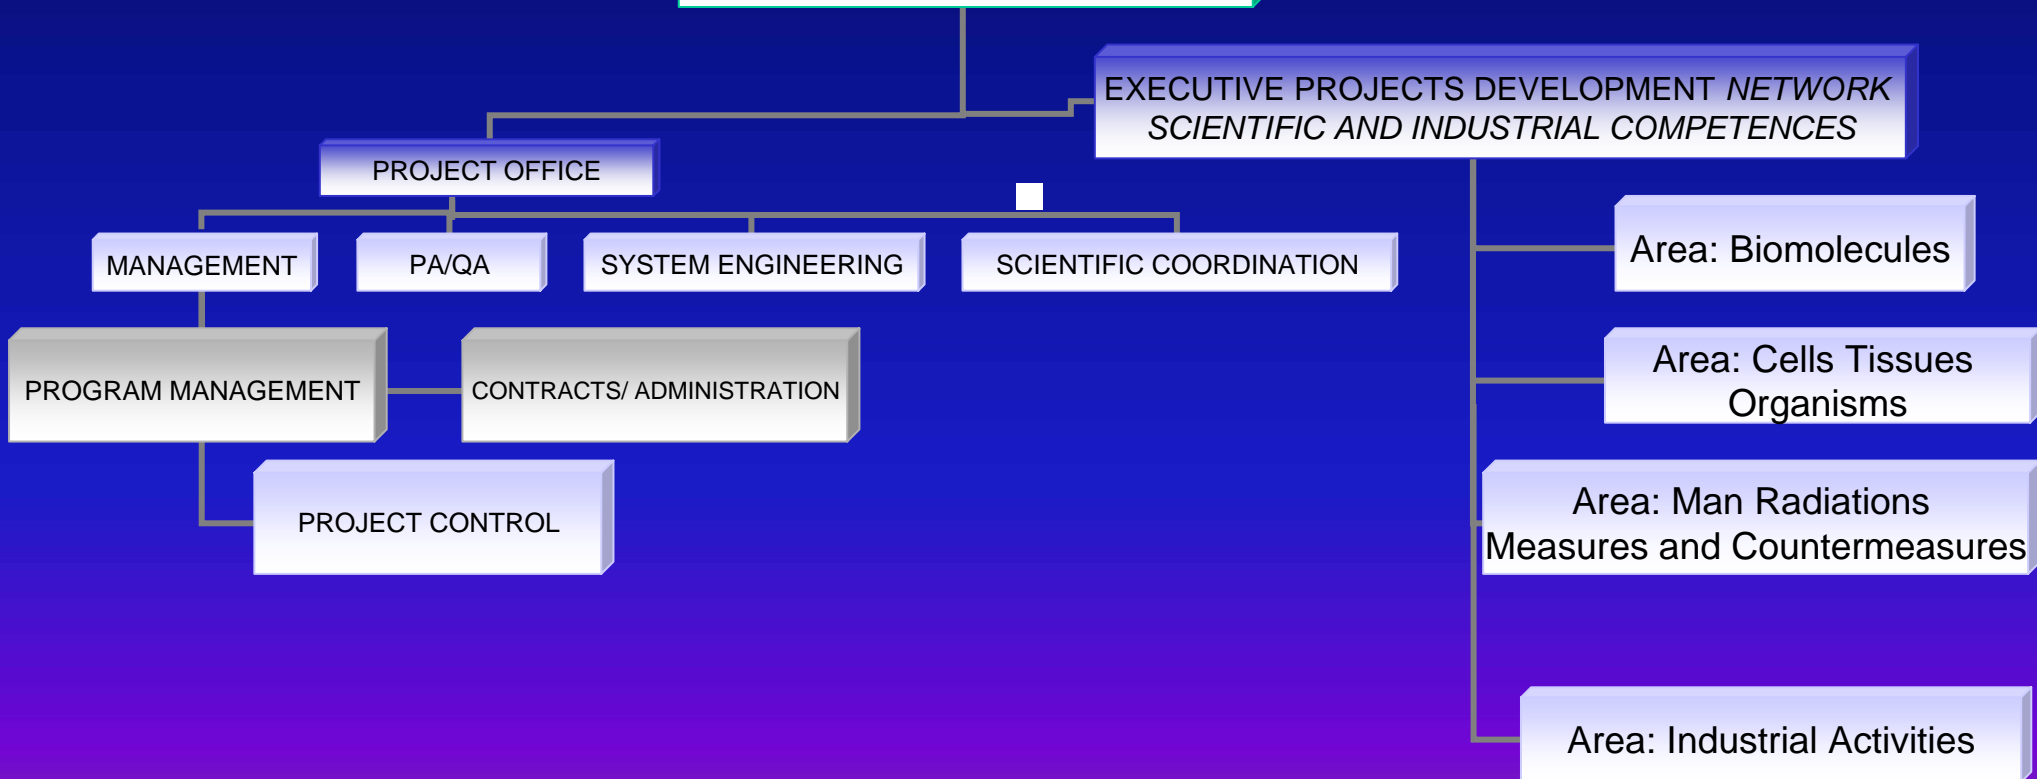 EXECUTIVE PROJECTS DEVELOPMENT NETWORK
SCIENTIFIC AND INDUSTRIAL COMPETENCES
PROJECT OFFICE
MANAGEMENT
PA/QA
SYSTEM ENGINEERING
SCIENTIFIC COORDINATION
PROGRAM MANAGEMENT
CONTRACTS/ ADMINISTRATION
PROJECT CONTROL
Area: Biomolecules
Area: Cells Tissues
Organisms
Area: Man Radiations
Measures and Countermeasures
Area: Industrial Activities